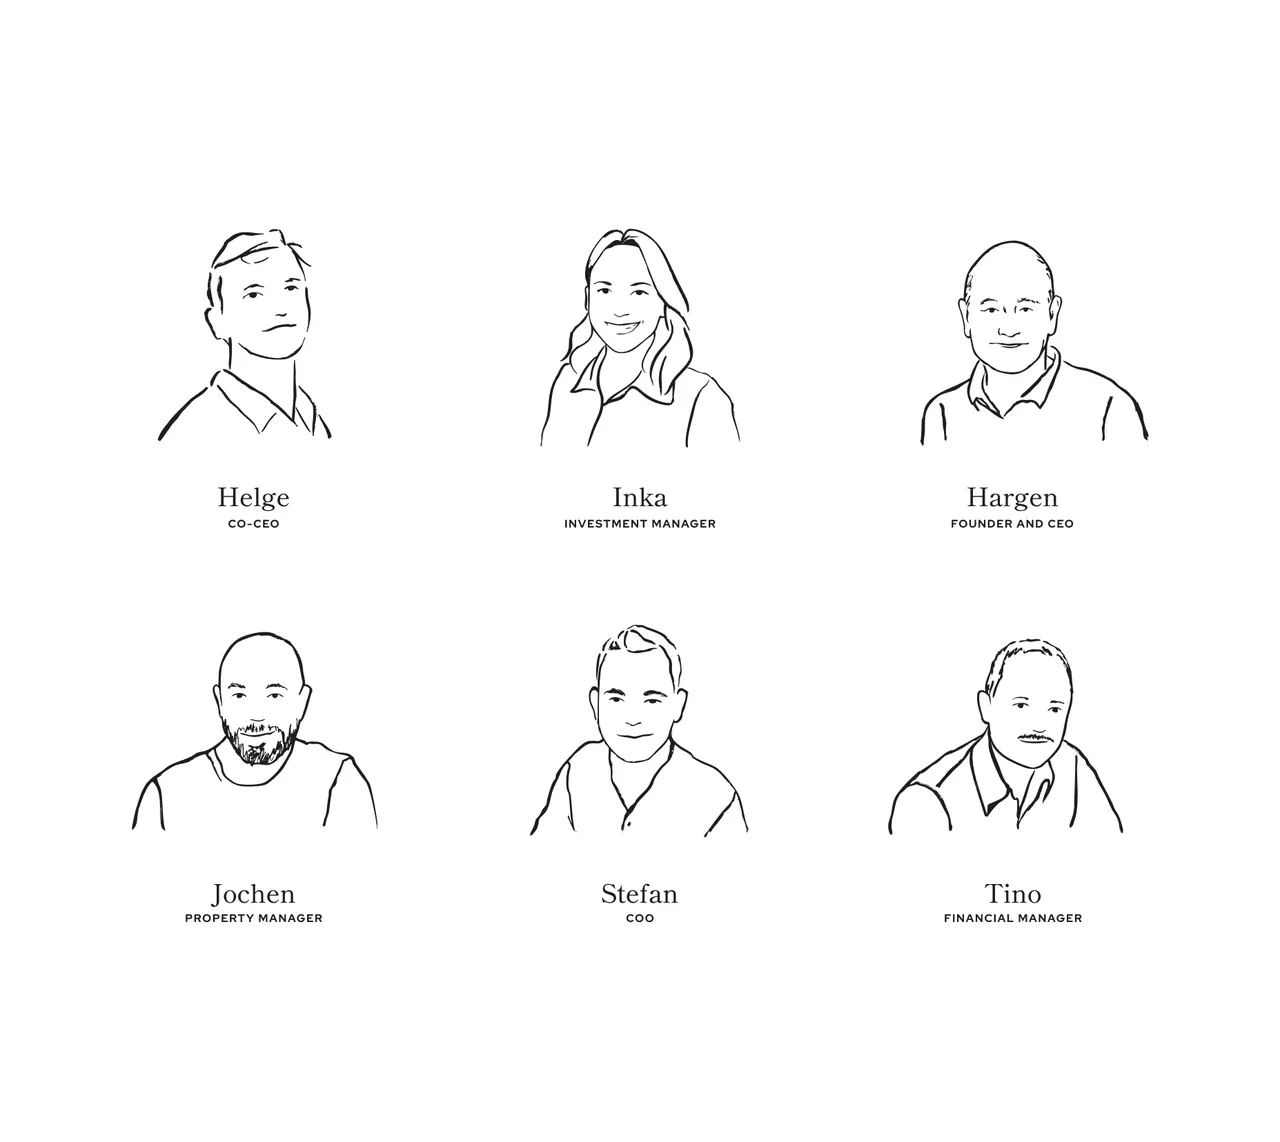 Helge
CO-CEO
Inka
INVESTMENT MANAGER
Hargen
FOUNDER AND CEO
Jochen
PROPERTY MANAGER
Stefan
COO
Tino
FINANCIAL MANAGER